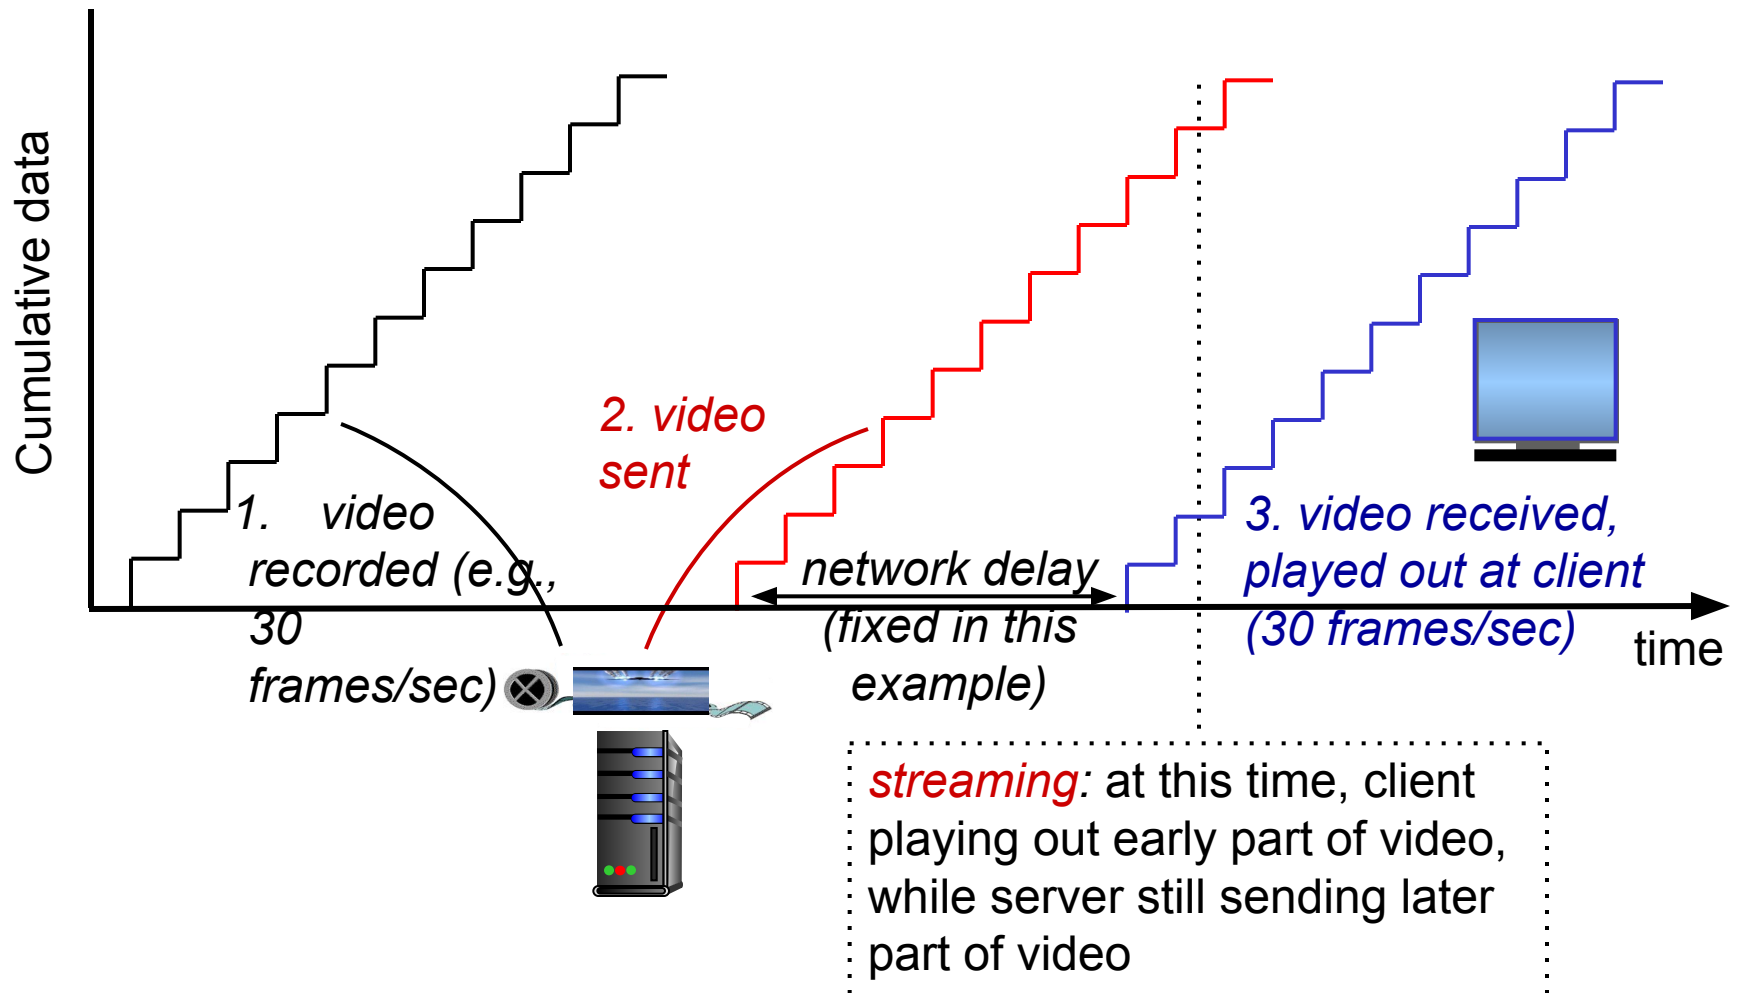 Cumulative data
1. video
recorded (e.g.,
30
frames/sec)
2. video
sent
network delay
(fixed in this
example)
3. video received,
played out at client
(30 frames/sec)
time
streaming: at this time, client
playing out early part of video,
while server still sending later
part of video